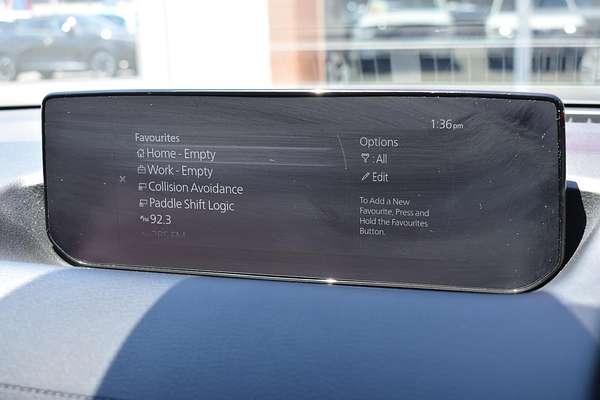 1:36pm
Favourites
Home - Empty
Work - Empty
Collision Avoidance
Paddle Shift Logic
92.3
Options
: All
Edit
To Add a New
Favourite, Press and
Hold the Favourites
Button.